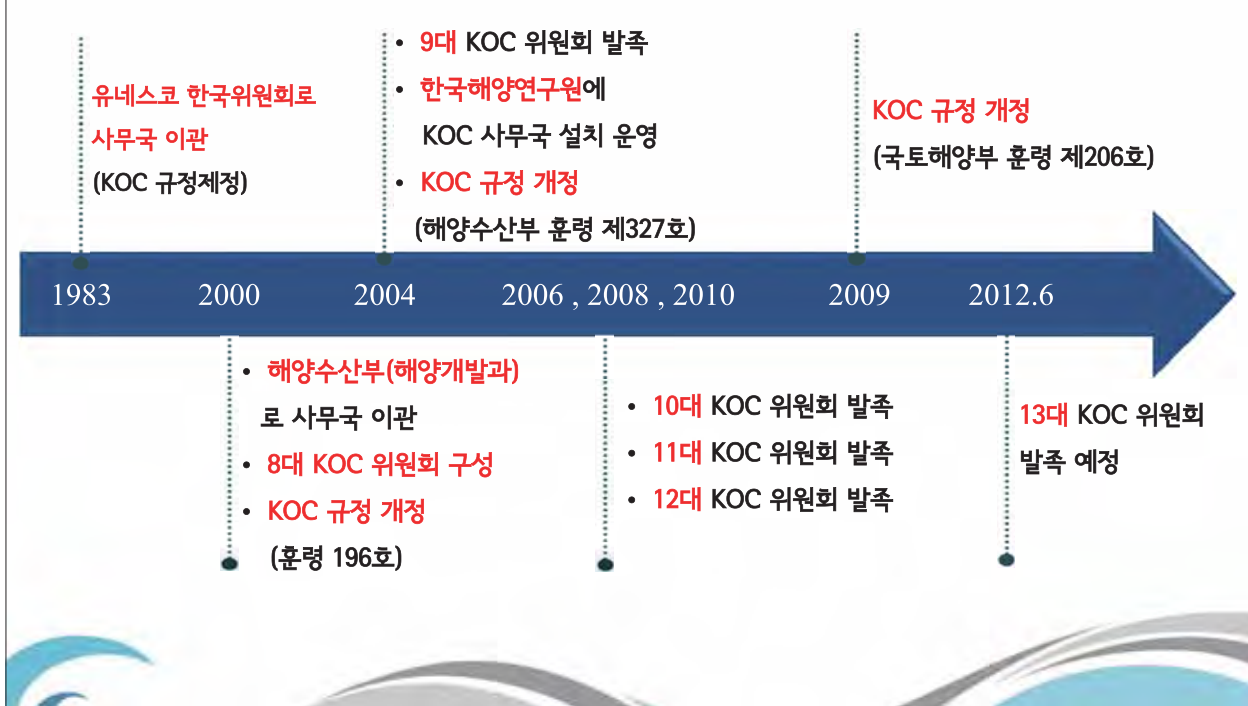 유네스코 한국위원회로
사무국 이관
(KOC 규정제정)
• 9대 KOC 위원회 발족
• 한국해양연구원에
KOC 사무국 설치 운영
• KOC 규정 개정
(해양수산부 훈령 제327호)
KOC 규정 개정
(국토해양부 훈령 제206호)
1983 2000 2004 2006 , 2008 , 2010 2009 2012.6
• 해양수산부(해양개발과)
로 사무국 이관
• 8대 KOC 위원회 구성
• KOC 규정 개정
(훈령 196호)
• 10대 KOC 위원회 발족
• 11대 KOC 위원회 발족
• 12대 KOC 위원회 발족
13대 KOC 위원회
발족 예정